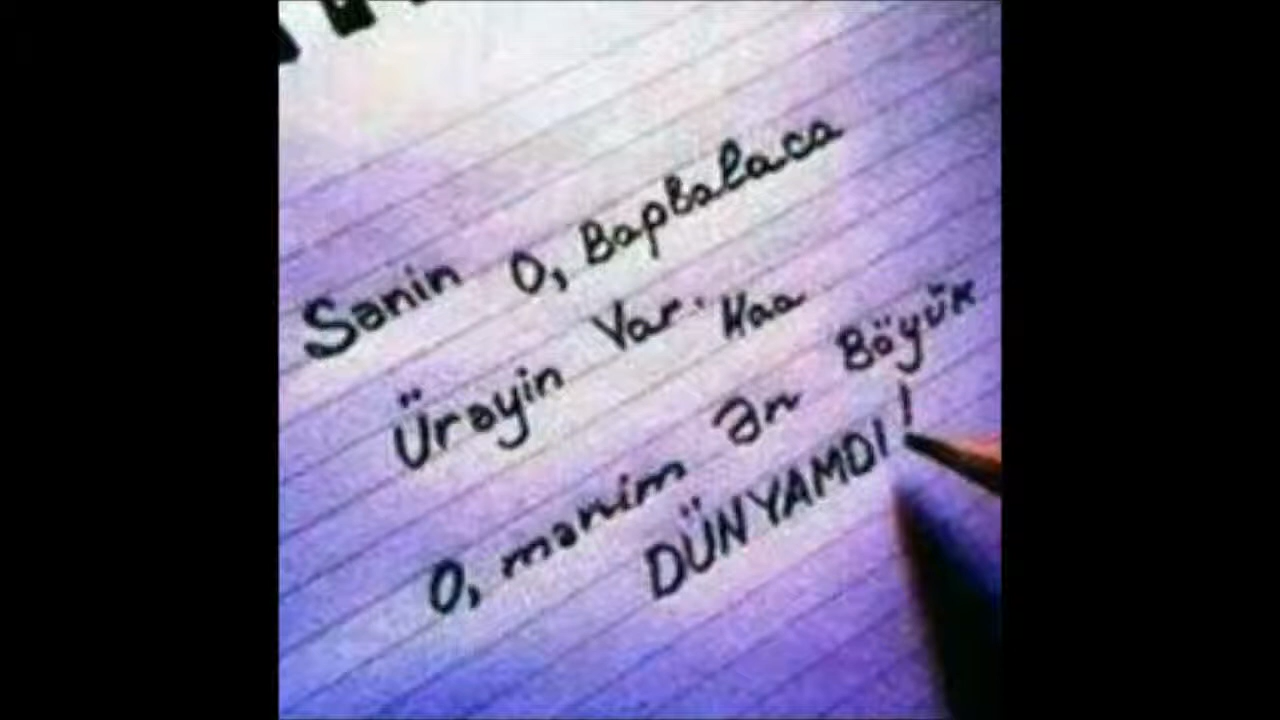 Sənin O, Bapbalaca
Ürəyin Var. Haa
O, mənim Ən Böyük
DÜNYAMDI!